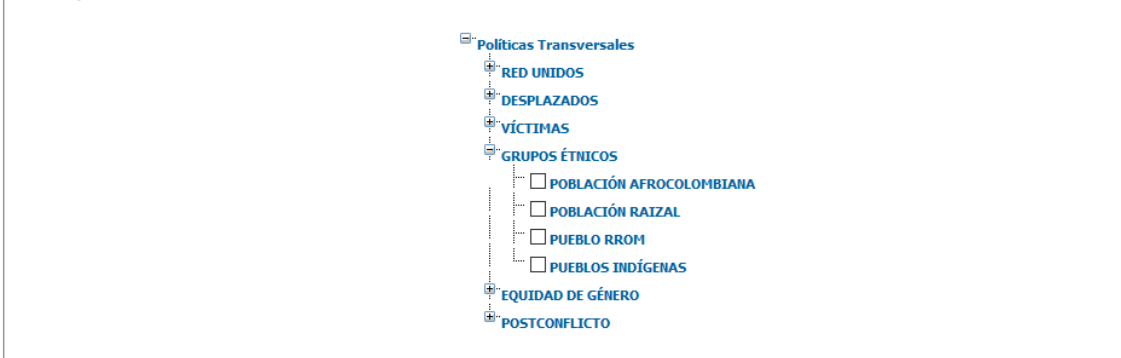 Políticas Transversales
RED UNIDOS
DESPLAZADOS
VÍCTIMAS
GRUPOS ÉTNICOS
POBLACIÓN AFROCOLOMBIANA
POBLACIÓN RAIZAL
PUEBLO RROM
PUEBLOS INDÍGENAS
EQUIDAD DE GÉNERO
POSTCONFLICTO